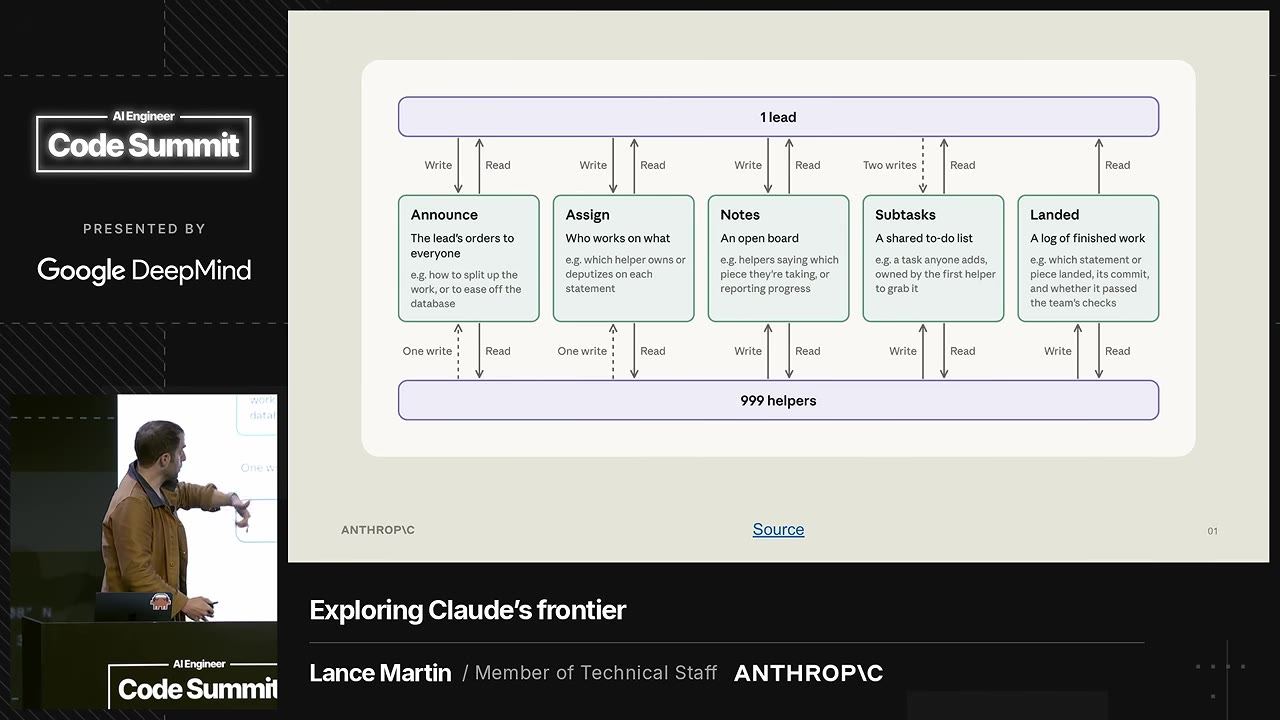 AI Engineer
Code Summit
PRESENTED BY
Google DeepMind
1 lead
Write
Read
Write
Read
Write
Read
Two writes
Read
Read
Announce
The lead's orders to
everyone
e.g. how to split up the
work, or to ease off the
database
Assign
Who works on what
e.g. which helper owns or
deputizes on each
statement
Notes
An open board
e.g. helpers saying which
piece they're taking, or
reporting progress
Subtasks
A shared to-do list
e.g. a task anyone adds,
owned by the first helper
to grab it
Landed
A log of finished work
e.g. which statement or
piece landed, its commit,
and whether it passed
the team's checks
One write
Read
One write
Read
Write
Read
Write
Read
Write
Read
999 helpers
ANTHROP\C
Source
01
work
datal
One w
AI Engineer
Code Summit
Exploring Claude's frontier
Lance Martin / Member of Technical Staff ANTHROP\C